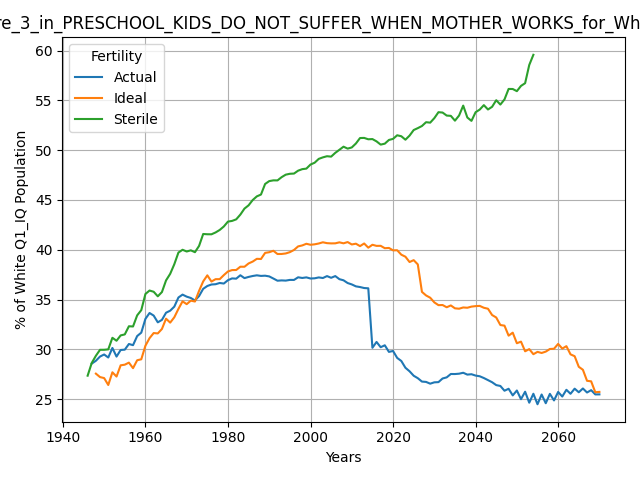 re_3_in_PRESCHOOL_KIDS_DO_NOT_SUFFER_WHEN_MOTHER_WORKS_for_Wh
Fertility
Actual
Ideal
Sterile
% of White Q1_IQ Population
60
55
50
45
40
35
30
25
1940 1960 1980 2000 2020 2040 2060
Years